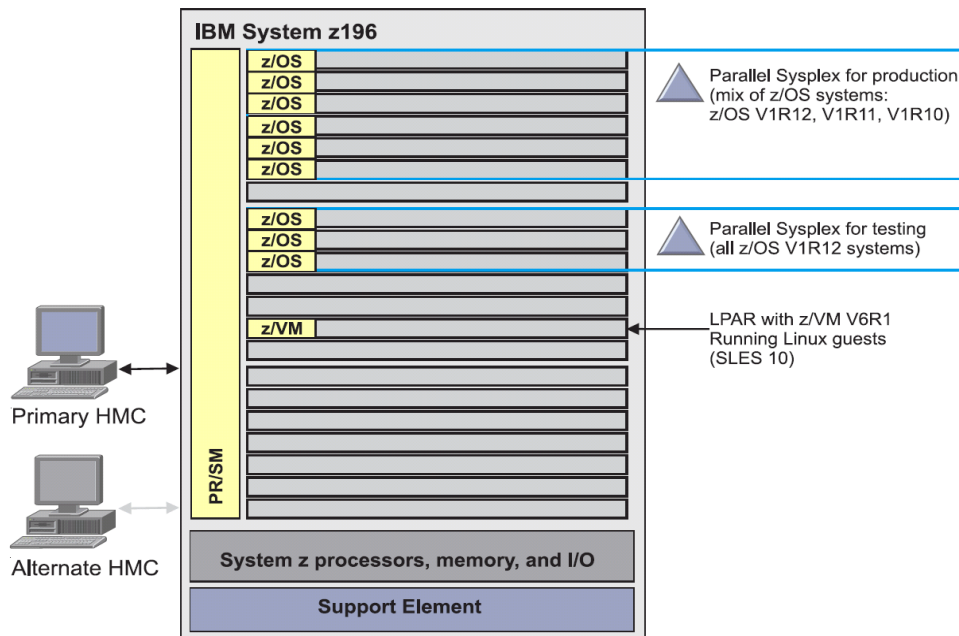 IBM System z196
z/OS
z/OS
z/OS
z/OS
z/OS
z/OS
Parallel Sysplex for production
(mix of z/OS systems:
z/OS V1R12, V1R11, V1R10)
z/OS
z/OS
z/OS
Parallel Sysplex for testing
(all z/OS V1R12 systems)
z/VM
LPAR with z/VM V6R1
Running Linux guests
(SLES 10)
Primary HMC
PR/SM
Alternate HMC
System z processors, memory, and I/O
Support Element